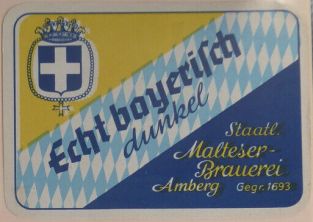 Echt bayerisch
dunkel
Staatl.
Malteser-
Brauerei
Amberg Gegr. 1693